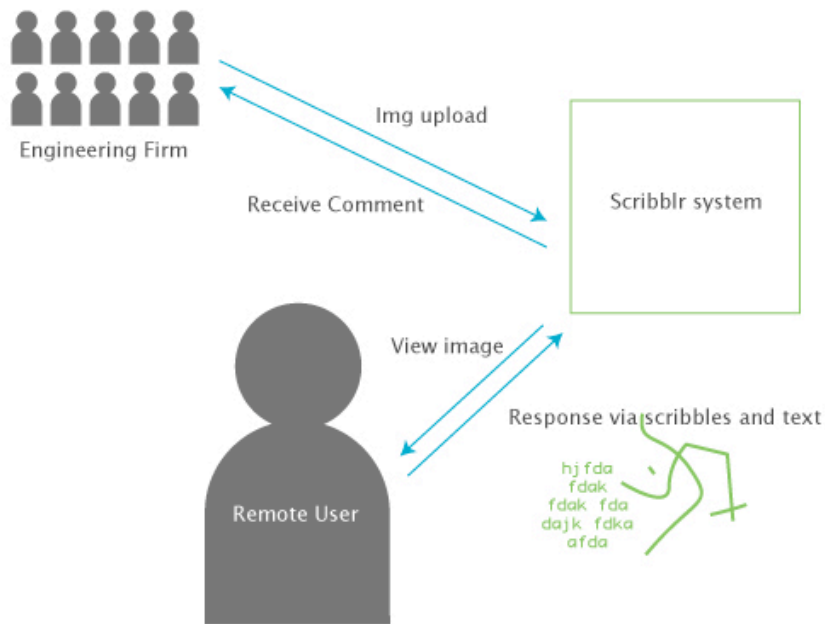 Img upload
Engineering Firm
Receive Comment
Scribblr system
View image
Response via scribbles and text
hjfda
fdak
fdak fda
dajk fdka
afda
Remote User